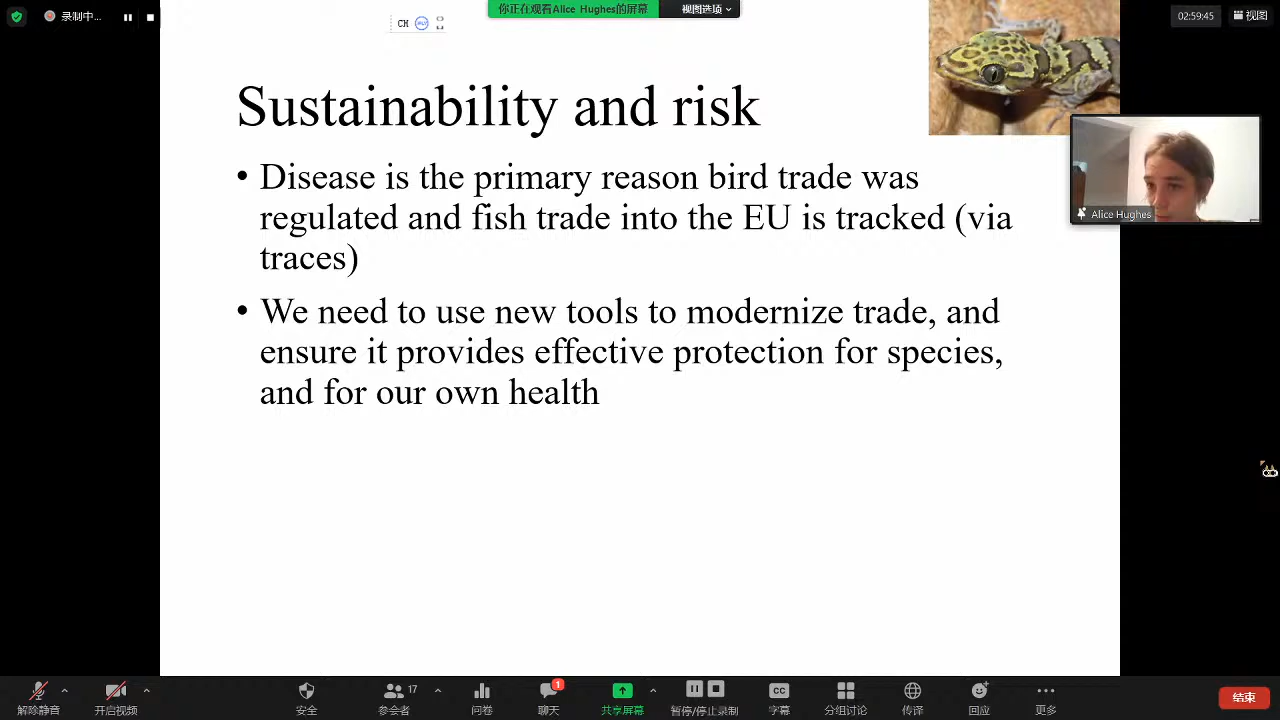 录制中...
CH
你正在观看Alice Hughes的屏幕
视图选项
02:59:45
视图
Sustainability and risk
Alice Hughes
• Disease is the primary reason bird trade was
regulated and fish trade into the EU is tracked (via
traces)
• We need to use new tools to modernize trade, and
ensure it provides effective protection for species,
and for our own health
解除静音
开启视频
安全
17
参会者
问卷
1
聊天
共享屏幕
暂停/停止录制
CC
字幕
分组讨论
传译
回应
更多
结束